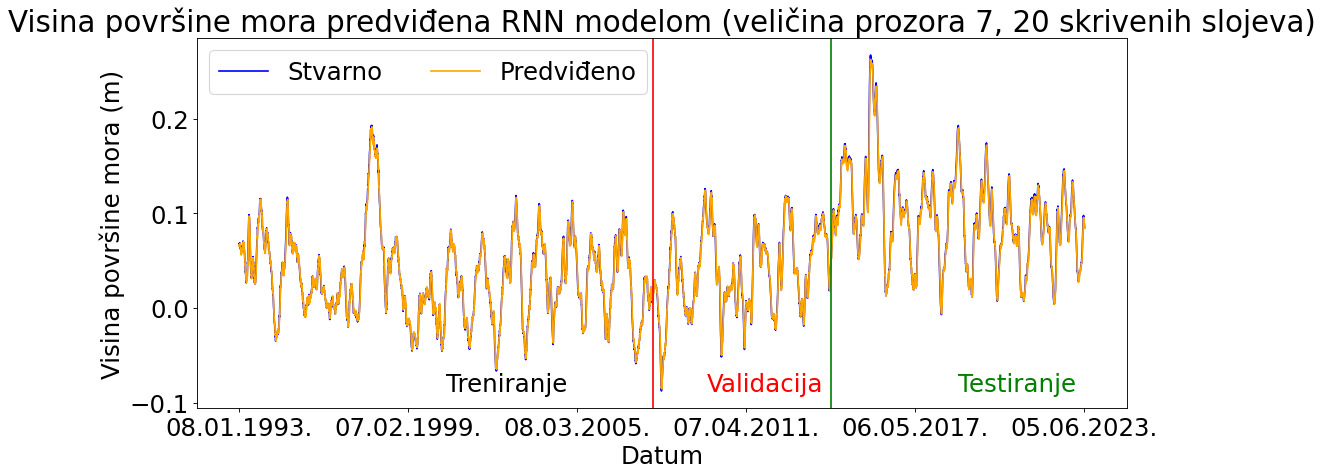 Visina površine mora predviđena RNN modelom (veličina prozora 7, 20 skrivenih slojeva)
Stvarno Predviđeno
Visina površine mora (m)
0.2
0.1
0.0
−0.1
Treniranje Validacija Testiranje
08.01.1993. 07.02.1999. 08.03.2005. 07.04.2011. 06.05.2017. 05.06.2023.
Datum